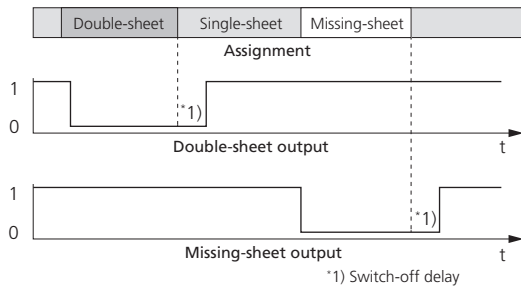 Double-sheet Single-sheet Missing-sheet
Assignment
1
*1)
0
Double-sheet output t
1
*1)
0
Missing-sheet output t
*1) Switch-off delay